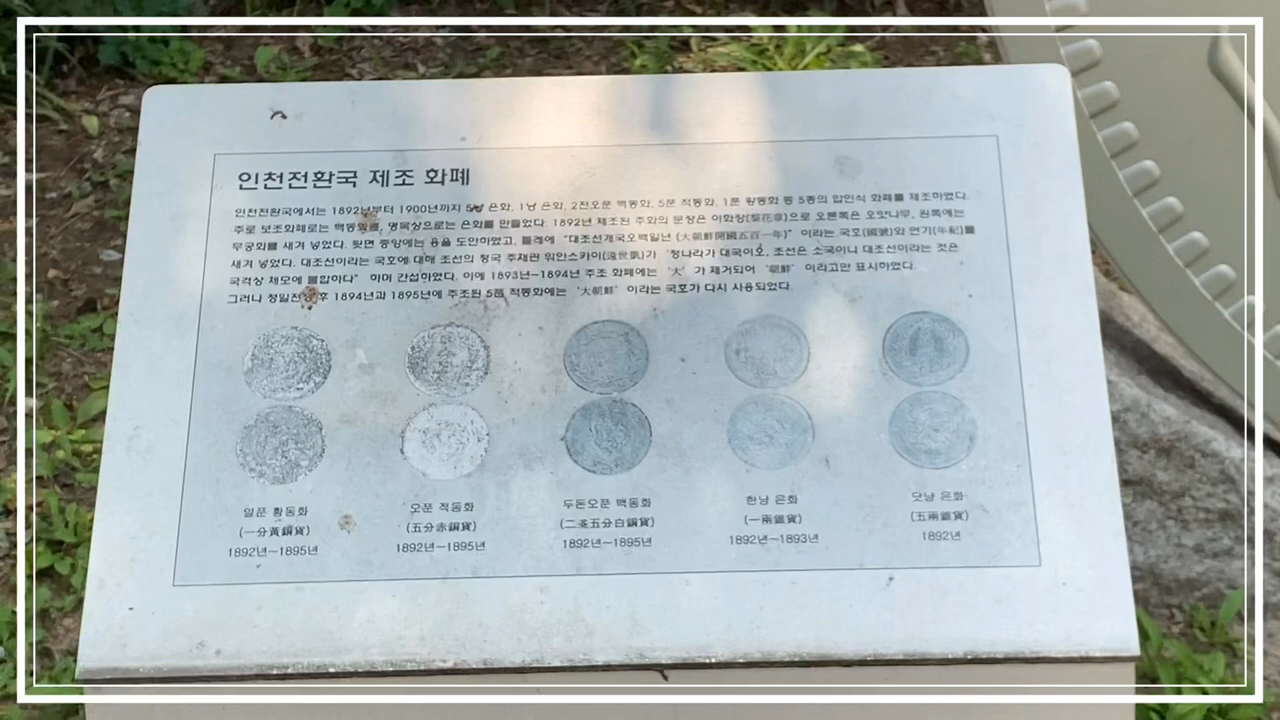 인천전환국 제조 화폐
인천전환국에서는 1892년부터 1900년까지 5냥 은화, 1냥 은화, 2전오푼 백동화, 5푼 적동화, 1푼 황동화 등 5종의 압인식 화폐를 제조하였다.
주로 보조화폐로는 백동화를, 명목상으로는 은화를 만들었다. 1892년 제조된 주화의 문장은 이화장(梨花章)으로 오른쪽은 오얏나무, 왼쪽에는
무궁화를 새겨 넣었다. 뒷면 중앙에는 용을 도안하였고, 둘레에 “대조선개국오백일년 (大朝鮮開國五百一年)” 이라는 국호(國號)와 연기(年紀)를
새겨 넣었다. 대조선이라는 국호에 대해 조선의 청국 주재관 위안스카이(遠世凱)가 ‘청나라가 대국이오, 조선은 소국이니 대조선이라는 것은
국격상 체모에 불합하다” 하며 간섭하였다. 이에 1893년-1894년 주조 화폐에는 ‘大’ 가 제거되어 ‘朝鮮’ 이라고만 표시하였다.
그러나 청일전쟁 후 1894년과 1895년에 주조된 5푼 적동화에는 ‘大朝鮮’ 이라는 국호가 다시 사용되었다.
일푼 황동화
(一分黃銅貨)
1892년-1895년
오푼 적동화
(五分赤銅貨)
1892년-1895년
두돈오푼 백동화
(二戔五分白銅貨)
1892년-1895년
한냥 은화
(一兩銀貨)
1892년-1893년
닷냥 은화
(五兩銀貨)
1892년